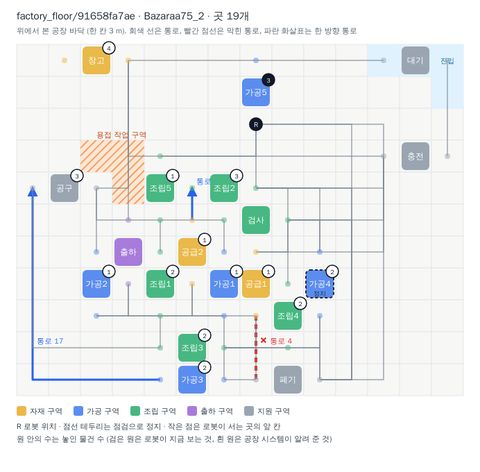 factory_floor/91658fa7ae · Bazaraa75_2 · 곳 19개
위에서 본 공장 바닥 (한 칸 3 m). 회색 선은 통로, 빨간 점선은 막힌 통로, 파란 화살표는 한 방향 통로
창고 4
대기
전집
가공5 3
R
용접 작업 구역
충전
공구 3
조립5 1
통로
조립2 3
검사
출하
공급2 1
가공2 1
조립1 2
가공1 1
공급1 1
가공4 2
정지
조립4 2
통로 17
✕ 통로 4
조립3 2
가공3 2
폐기
자재 구역
가공 구역
조립 구역
출하 구역
지원 구역
R 로봇 위치 · 점선 테두리는 점검으로 정지 · 작은 점은 로봇이 서는 곳의 앞 칸
원 안의 수는 놓인 물건 수 (검은 원은 로봇이 지금 보는 것, 흰 원은 공장 시스템이 알려 준 것)